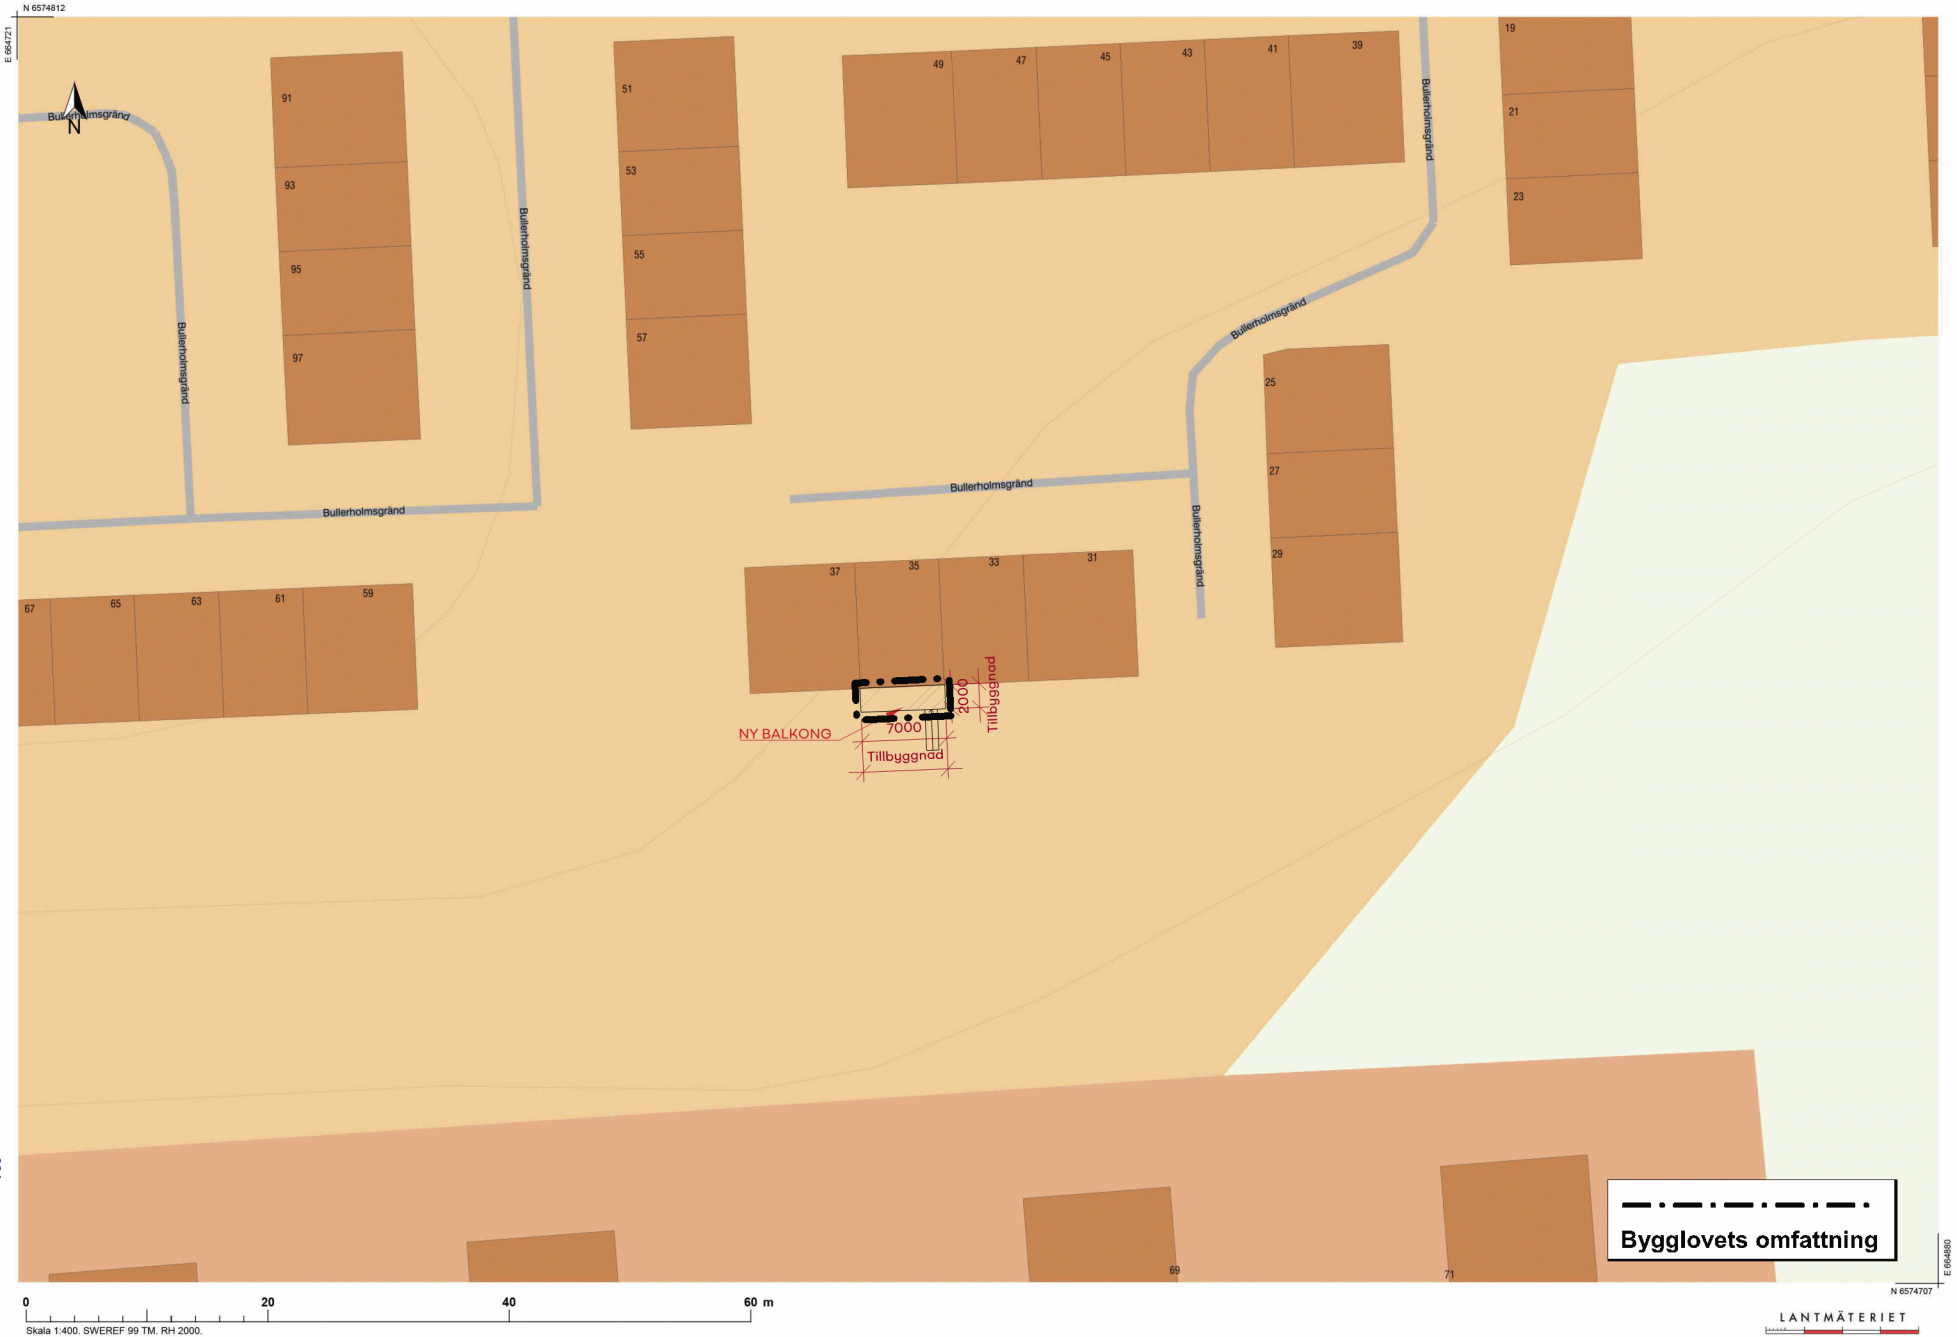 N 6574812
E 664721
19
39
41
43
45
47
49
51
91
Bullerholmsgränd
N
Bullerholmsgränd
21
53
93
23
Bullerholmsgränd
55
95
Bullerholmsgränd
57
97
Bullerholmsgränd
25
27
Bullerholmsgränd
Bullerholmsgränd
Bullerholmsgränd
29
31
33
35
37
59
61
63
65
67
2000
Tillbyggnad
7000
NY BALKONG
Tillbyggnad
69
71
Bygglovets omfattning
E 664880
N 6574707
0 20 40 60 m
Skala 1:400. SWEREF 99 TM. RH 2000.
LANTMÄTERIET